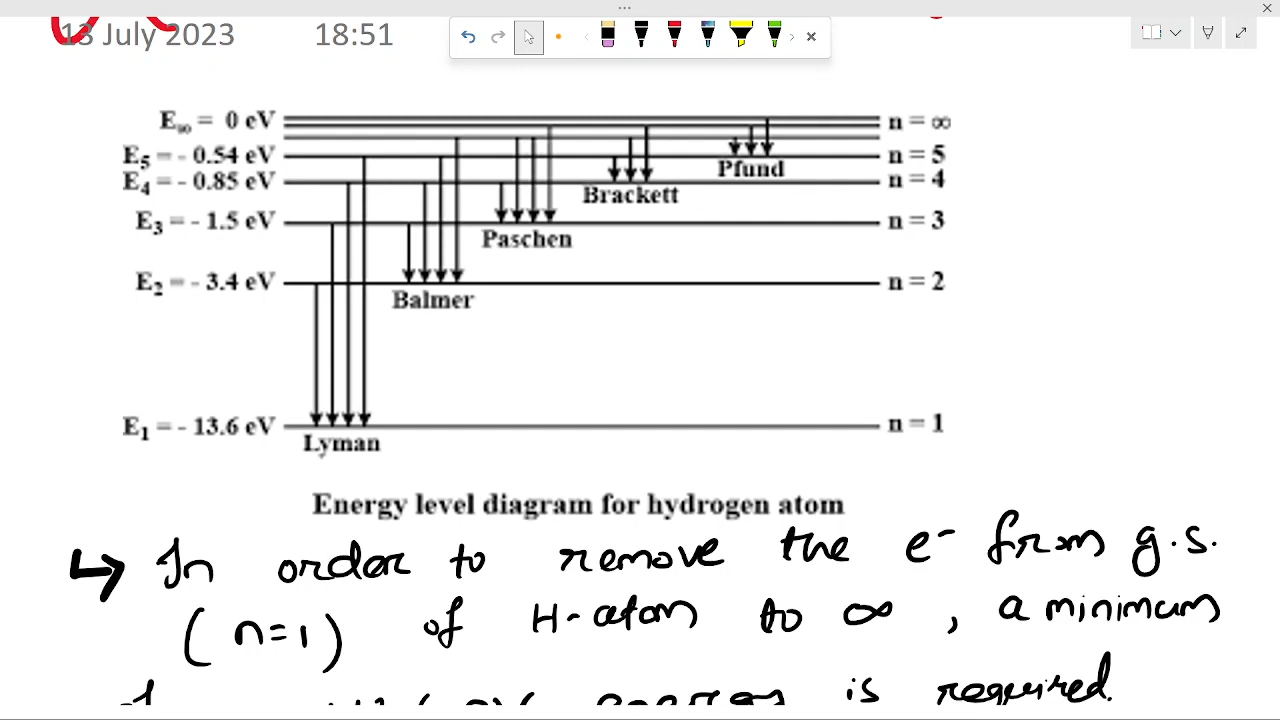 13 July 2023 18:51
E∞ = 0 eV n = ∞
E5 = - 0.54 eV n = 5
Pfund
E4 = - 0.85 eV n = 4
Brackett
E3 = - 1.5 eV n = 3
Paschen
E2 = - 3.4 eV n = 2
Balmer
E1 = - 13.6 eV n = 1
Lyman
Energy level diagram for hydrogen atom
↳ In order to remove the e- from g.s.
(n=1) of H-atom to ∞, a minimum
energy is required.